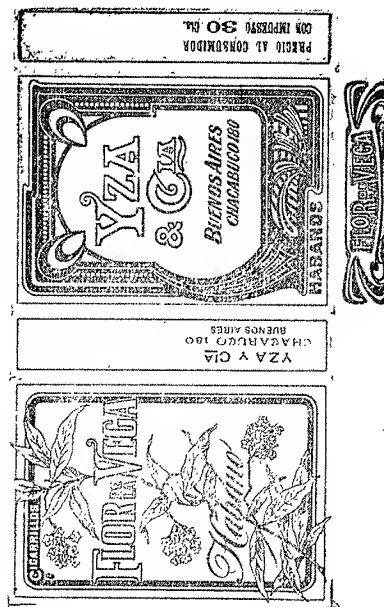 PRECIO AL CONSUMIDOR
CON IMPUESTO 30 Cts.
YZA
& CIA
BUENOS AIRES
CHACABUCO 180
HABANOS
FLOR DE VEGA
YZA Y CIA
CHACABUCO 180
BUENOS AIRES
CIGARRILLOS
FLOR DE VEGA
Habano